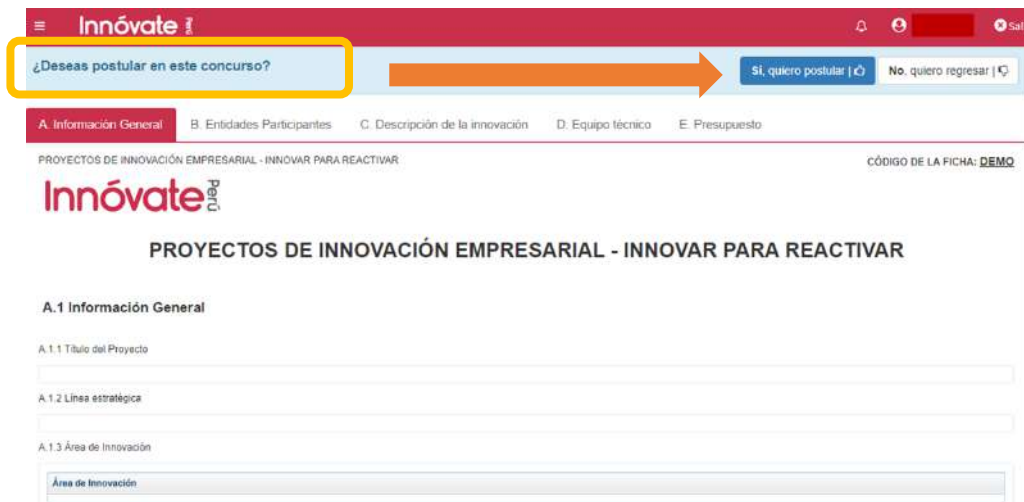 Innóvate Perú
Sal
¿Deseas postular en este concurso?
Sí, quiero postular |
No, quiero regresar |
A. Información General
B. Entidades Participantes
C. Descripción de la innovación
D. Equipo técnico
E. Presupuesto
PROYECTOS DE INNOVACIÓN EMPRESARIAL - INNOVAR PARA REACTIVAR
CÓDIGO DE LA FICHA: DEMO
Innóvate Perú
PROYECTOS DE INNOVACIÓN EMPRESARIAL - INNOVAR PARA REACTIVAR
A.1 Información General
A.1.1 Título del Proyecto
A.1.2 Línea estratégica
A.1.3 Área de Innovación
Área de Innovación